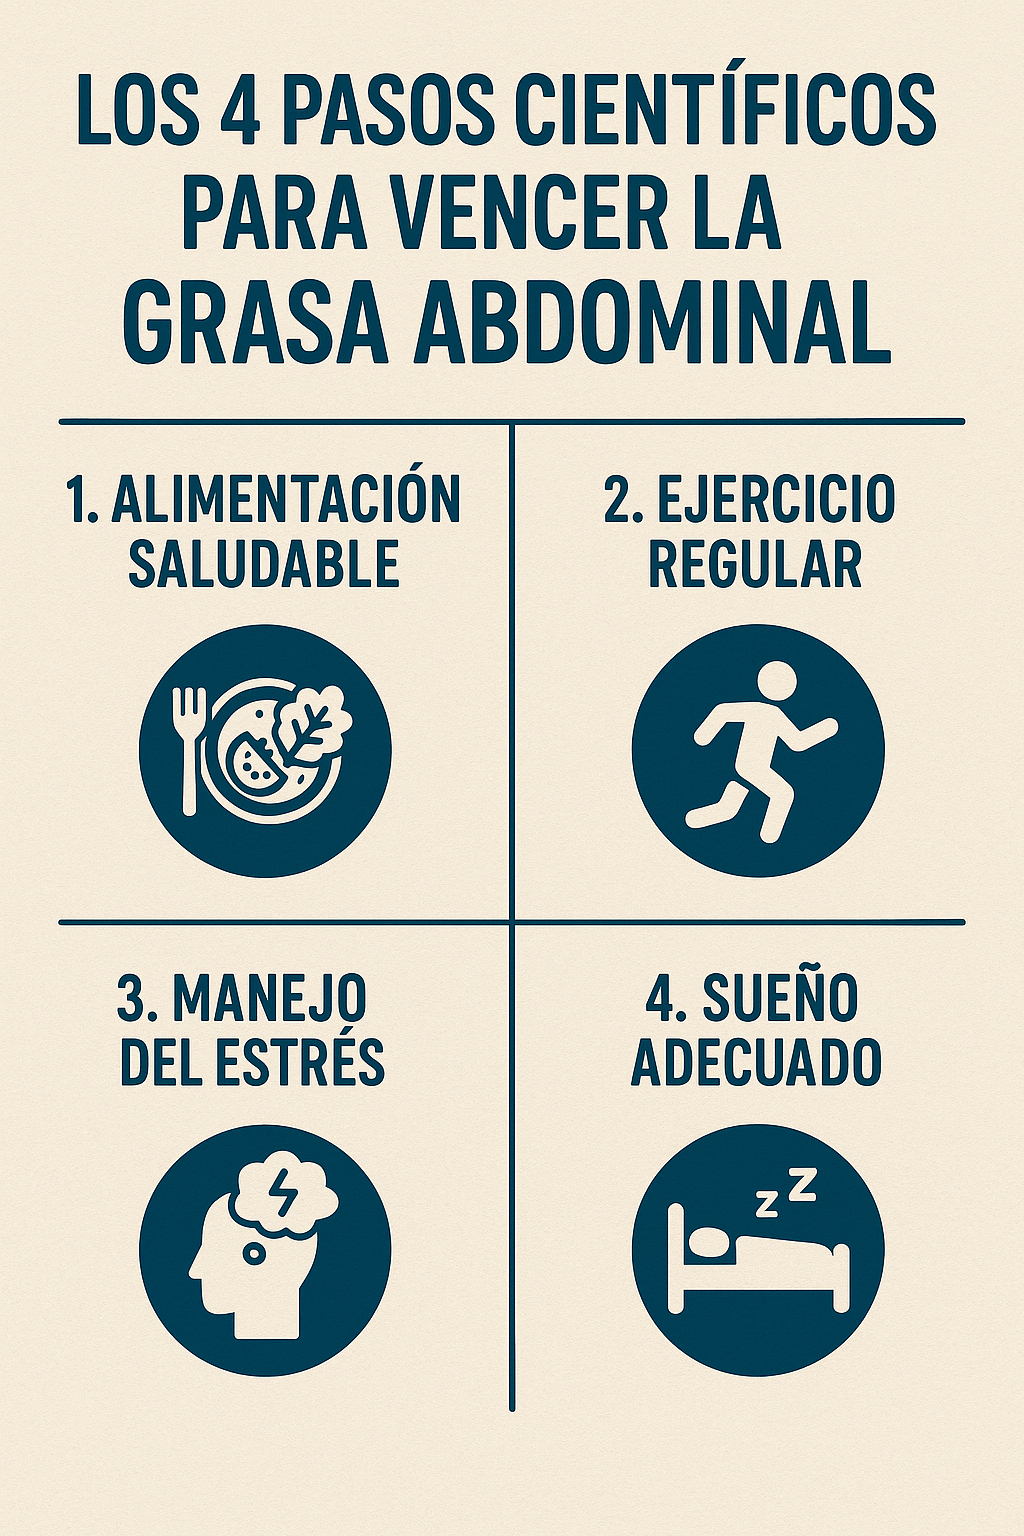 LOS 4 PASOS CIENTÍFICOS
PARA VENCER LA
GRASA ABDOMINAL
1. ALIMENTACIÓN
SALUDABLE
2. EJERCICIO
REGULAR
3. MANEJO
DEL ESTRÉS
4. SUEÑO
ADECUADO
z Z